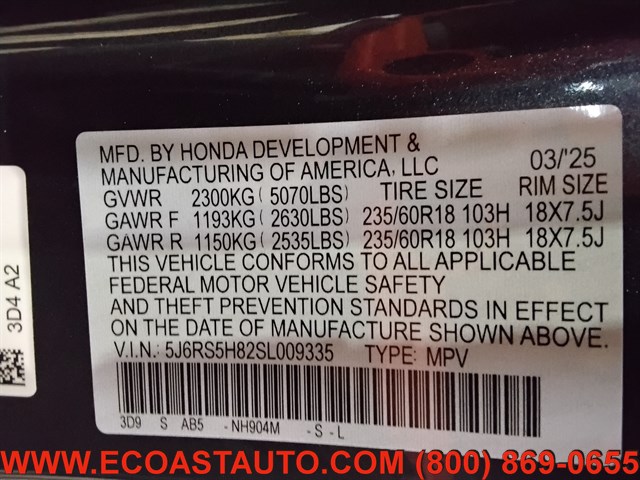 MFD. BY HONDA DEVELOPMENT &
MANUFACTURING OF AMERICA, LLC 03/'25
GVWR 2300KG ( 5070LBS) TIRE SIZE RIM SIZE
GAWR F 1193KG ( 2630LBS) 235/60R18 103H 18X7.5J
GAWR R 1150KG ( 2535LBS) 235/60R18 103H 18X7.5J
THIS VEHICLE CONFORMS TO ALL APPLICABLE
FEDERAL MOTOR VEHICLE SAFETY
AND THEFT PREVENTION STANDARDS IN EFFECT
ON THE DATE OF MANUFACTURE SHOWN ABOVE.
V.I.N.: 5J6RS5H82SL009335 TYPE: MPV
3D9 S AB5 - NH904M - S - L
3D4 A2
WWW.ECOASTAUTO.COM (800) 869-0655